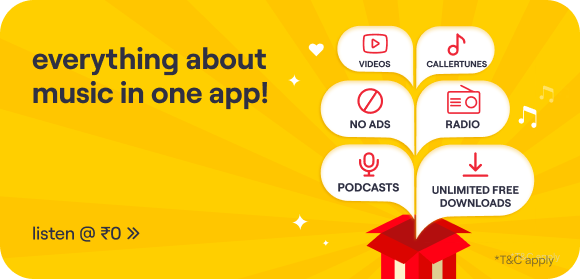 everything about
music in one app!
VIDEOS
CALLERTUNES
NO ADS
RADIO
PODCASTS
UNLIMITED FREE
DOWNLOADS
listen @ ₹0 »
*T&C apply